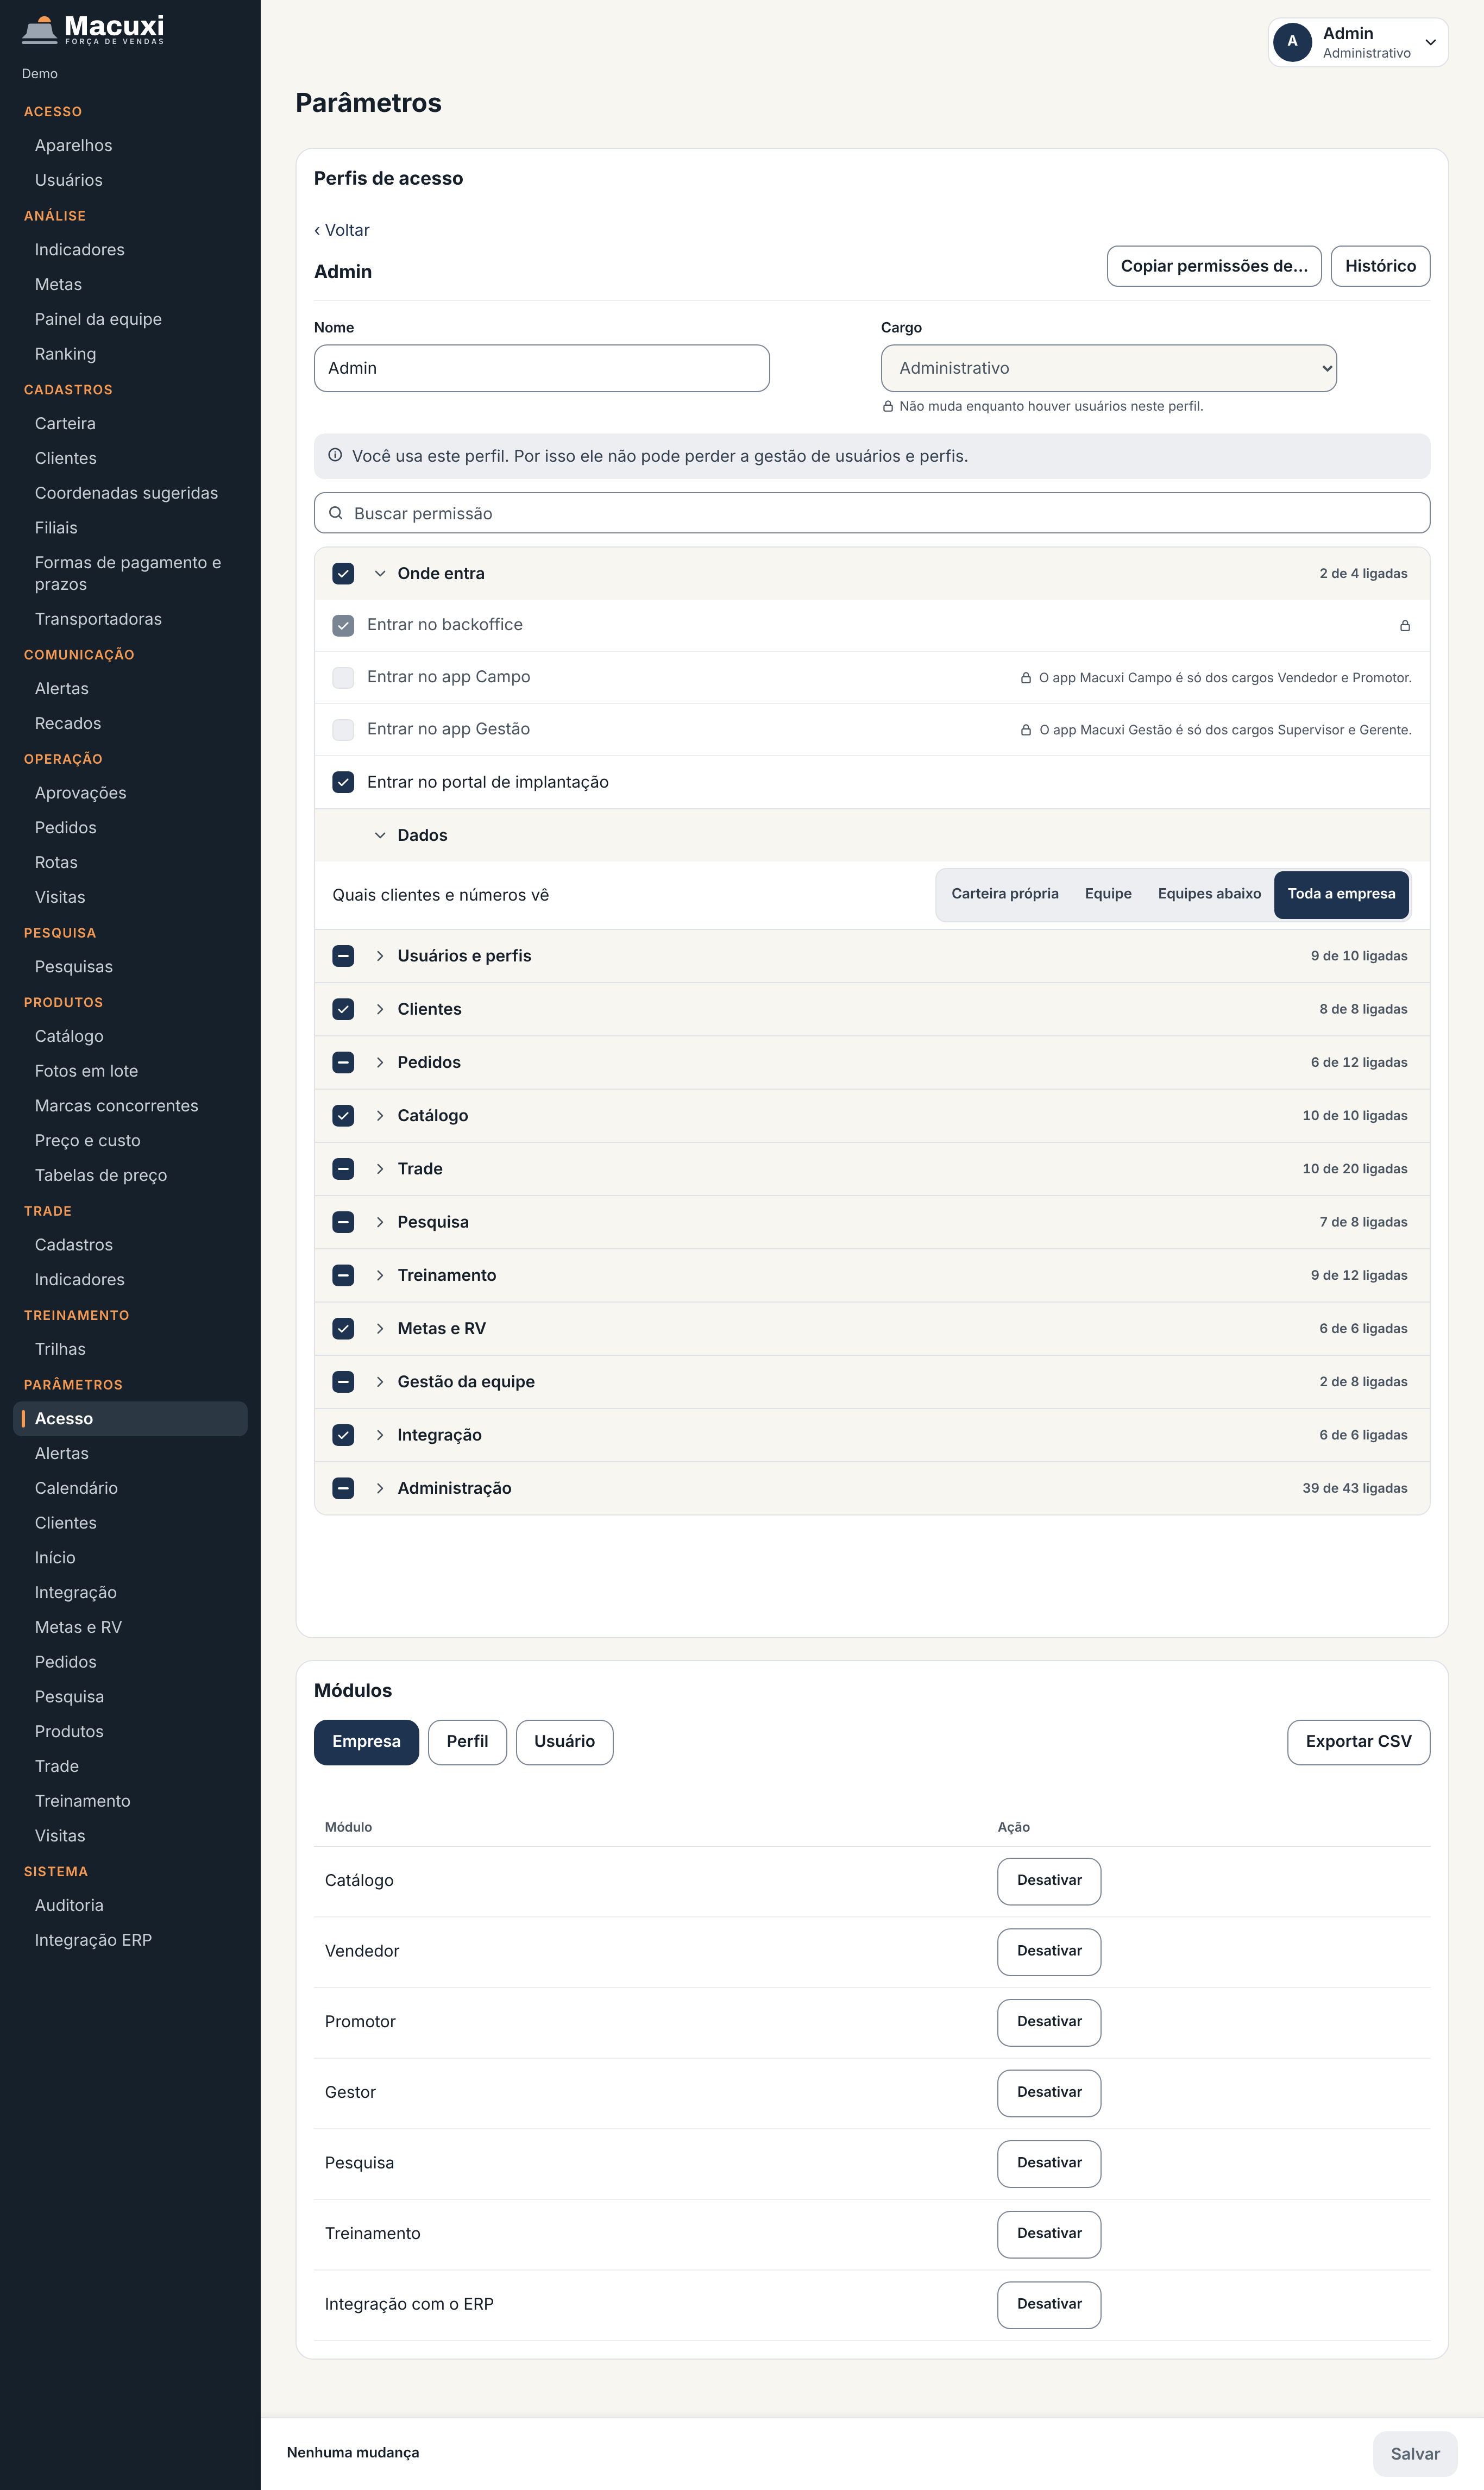 Macuxi
FORÇA DE VENDAS
Demo
ACESSO
Aparelhos
Usuários
ANÁLISE
Indicadores
Metas
Painel da equipe
Ranking
CADASTROS
Carteira
Clientes
Coordenadas sugeridas
Filiais
Formas de pagamento e
prazos
Transportadoras
COMUNICAÇÃO
Alertas
Recados
OPERAÇÃO
Aprovações
Pedidos
Rotas
Visitas
PESQUISA
Pesquisas
PRODUTOS
Catálogo
Fotos em lote
Marcas concorrentes
Preço e custo
Tabelas de preço
TRADE
Cadastros
Indicadores
TREINAMENTO
Trilhas
PARÂMETROS
Acesso
Alertas
Calendário
Clientes
Início
Integração
Metas e RV
Pedidos
Pesquisa
Produtos
Trade
Treinamento
Visitas
SISTEMA
Auditoria
Integração ERP
A
Admin
Administrativo
Parâmetros
Perfis de acesso
‹ Voltar
Admin
Copiar permissões de...
Histórico
Nome
Admin
Cargo
Administrativo
Não muda enquanto houver usuários neste perfil.
Você usa este perfil. Por isso ele não pode perder a gestão de usuários e perfis.
Buscar permissão
Onde entra 2 de 4 ligadas
Entrar no backoffice
Entrar no app Campo O app Macuxi Campo é só dos cargos Vendedor e Promotor.
Entrar no app Gestão O app Macuxi Gestão é só dos cargos Supervisor e Gerente.
Entrar no portal de implantação
Dados
Quais clientes e números vê Carteira própria Equipe Equipes abaixo Toda a empresa
Usuários e perfis 9 de 10 ligadas
Clientes 8 de 8 ligadas
Pedidos 6 de 12 ligadas
Catálogo 10 de 10 ligadas
Trade 10 de 20 ligadas
Pesquisa 7 de 8 ligadas
Treinamento 9 de 12 ligadas
Metas e RV 6 de 6 ligadas
Gestão da equipe 2 de 8 ligadas
Integração 6 de 6 ligadas
Administração 39 de 43 ligadas
Módulos
Empresa Perfil Usuário Exportar CSV
Módulo Ação
Catálogo Desativar
Vendedor Desativar
Promotor Desativar
Gestor Desativar
Pesquisa Desativar
Treinamento Desativar
Integração com o ERP Desativar
Nenhuma mudança Salvar